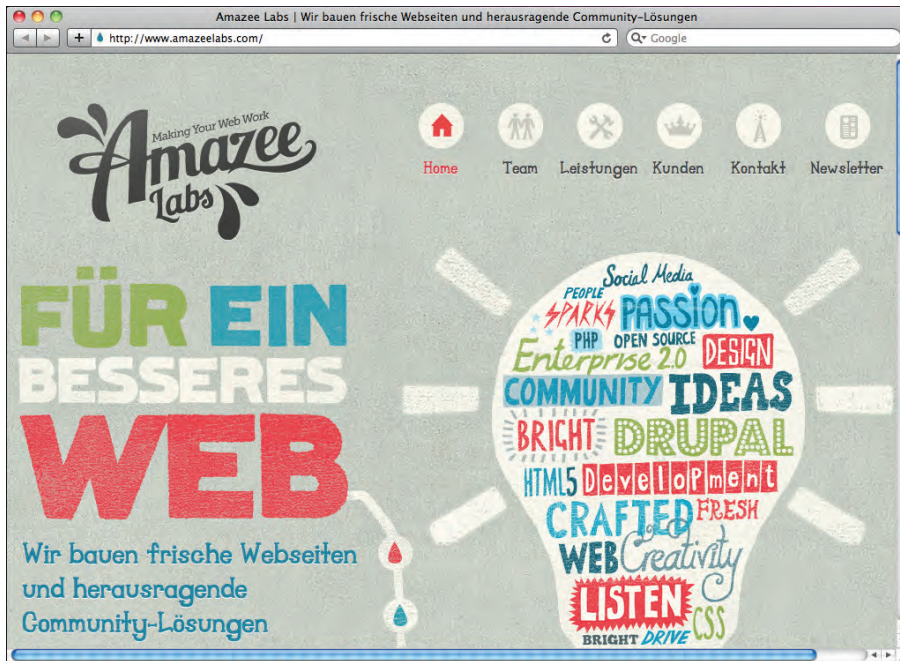 Amazee Labs | Wir bauen frische Webseiten und herausragende Community-Lösungen
http://www.amazeelabs.com/
Google
Making Your Web Work
Amazee
Labs
Home Team Leistungen Kunden Kontakt Newsletter
FÜR EIN
BESSERES
WEB
Wir bauen frische Webseiten
und herausragende
Community-Lösungen
Social Media
PEOPLE
SPARKS PASSION
PHP OPEN SOURCE
Enterprise 2.0 DESIGN
COMMUNITY IDEAS
BRIGHT DRUPAL
HTML5 Development
CRAFTED FRESH
WEB Creativity
LISTEN CSS
BRIGHT DRIVE